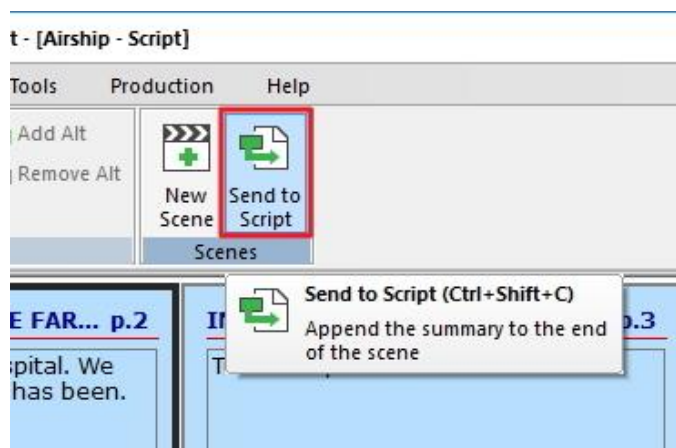 t - [Airship - Script]
Tools Production Help
Add Alt
Remove Alt
New Scene
Send to Script
Scenes
E FAR... p.2
IN
p.3
Send to Script (Ctrl+Shift+C)
Append the summary to the end
of the scene
spital. We
has been.
T